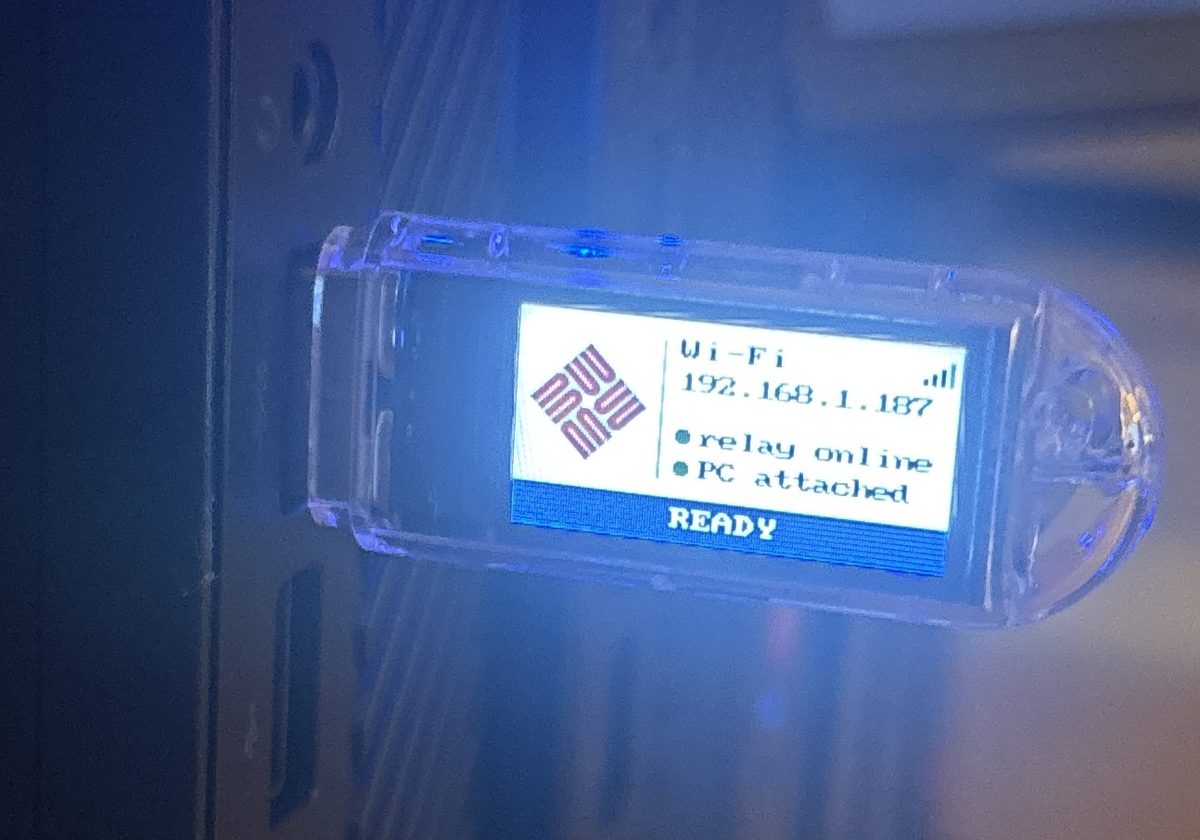 Wi-Fi
192.168.1.187
relay online
PC attached
READY